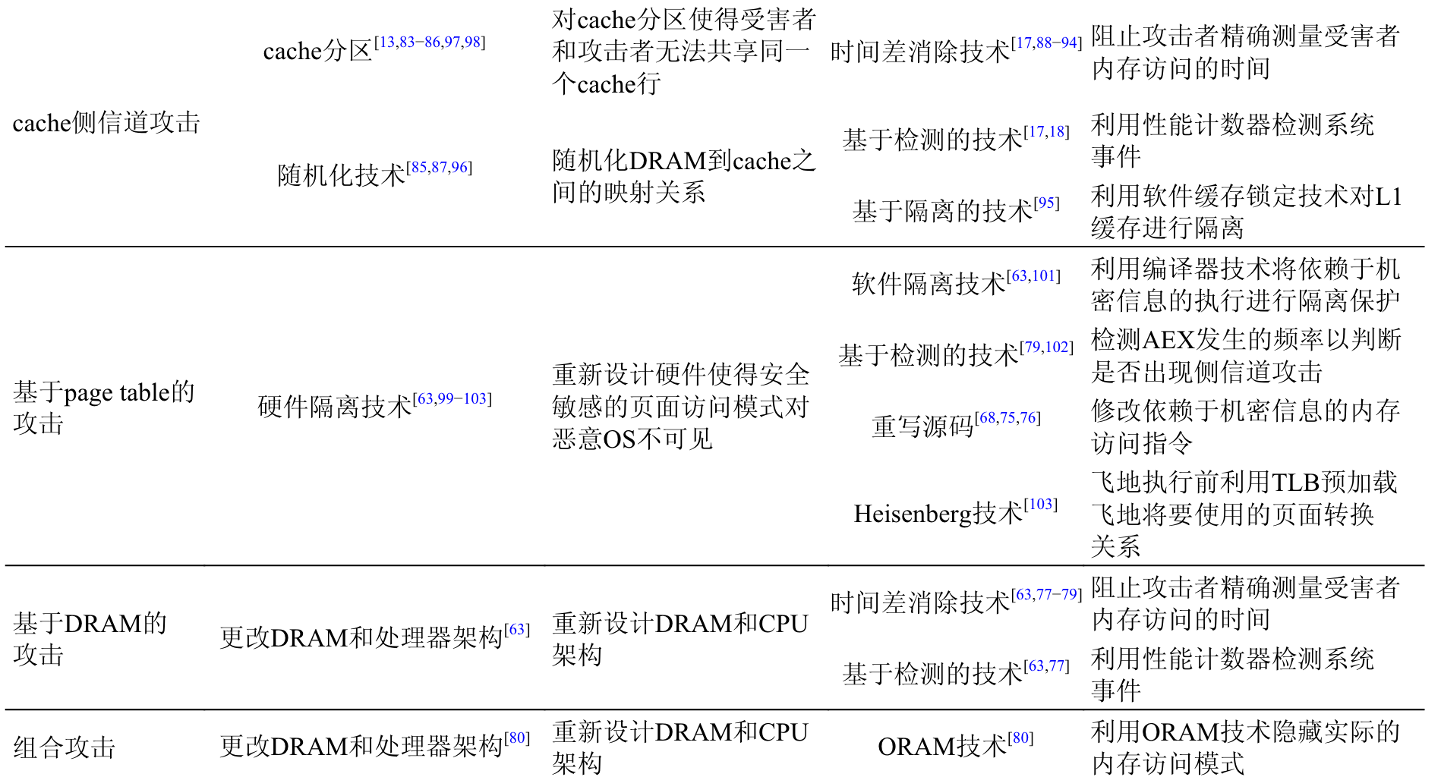 cache侧信道攻击
cache分区[13,83−86,97,98]
对cache分区使得受害者
和攻击者无法共享同一
个cache行
随机化技术[85,87,96]
随机化DRAM到cache之
间的映射关系
时间差消除技术[17,88−94]
阻止攻击者精确测量受害者
内存访问的时间
基于检测的技术[17,18]
利用性能计数器检测系统
事件
基于隔离的技术[95]
利用软件缓存锁定技术对L1
缓存进行隔离
基于page table的
攻击
硬件隔离技术[63,99−103]
重新设计硬件使得安全
敏感的页面访问模式对
恶意OS不可见
软件隔离技术[63,101]
利用编译器技术将依赖于机
密信息的执行进行隔离保护
基于检测的技术[79,102]
检测AEX发生的频率以判断
是否出现侧信道攻击
重写源码[68,75,76]
修改依赖于机密信息的内存
访问指令
Heisenberg技术[103]
飞地执行前利用TLB预加载
飞地将要使用的页面转换
关系
基于DRAM的
攻击
更改DRAM和处理器架构[63]
重新设计DRAM和CPU
架构
时间差消除技术[63,77−79]
阻止攻击者精确测量受害者
内存访问的时间
基于检测的技术[63,77]
利用性能计数器检测系统
事件
组合攻击
更改DRAM和处理器架构[80]
重新设计DRAM和CPU
架构
ORAM技术[80]
利用ORAM技术隐藏实际的
内存访问模式